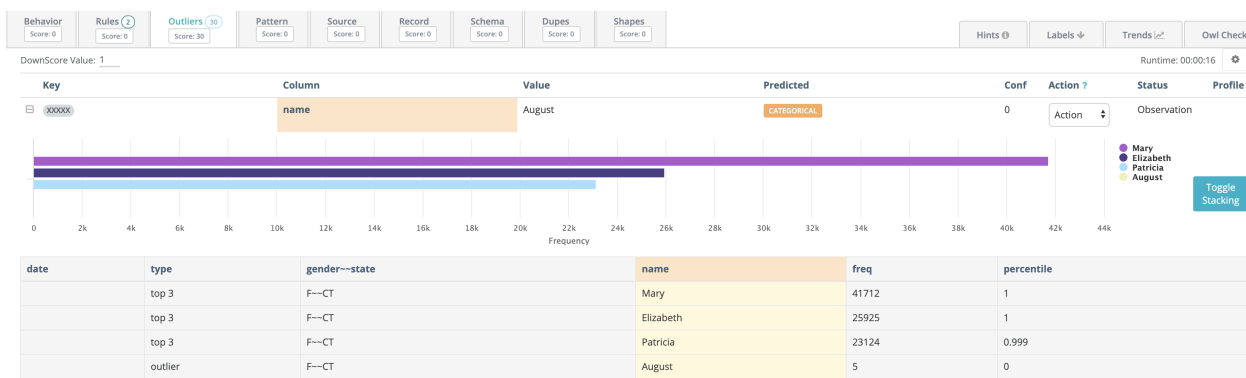 Behavior Rules 2 Outliers 30 Pattern Source Record Schema Dupes Shapes
Score: 0 Score: 0 Score: 30 Score: 0 Score: 0 Score: 0 Score: 0 Score: 0 Score: 0
Hints Labels Trends Owl Check
DownScore Value: 1 Runtime: 00:00:16
Key Column Value Predicted Conf Action ? Status Profile
XXXXX name August CATEGORICAL 0 Action Observation
Mary
Elizabeth
Patricia
August
Toggle
Stacking
0 2k 4k 6k 8k 10k 12k 14k 16k 18k 20k 22k 24k 26k 28k 30k 32k 34k 36k 38k 40k 42k 44k
Frequency
date type gender~~state name freq percentile
top 3 F~~CT Mary 41712 1
top 3 F~~CT Elizabeth 25925 1
top 3 F~~CT Patricia 23124 0.999
outlier F~~CT August 5 0